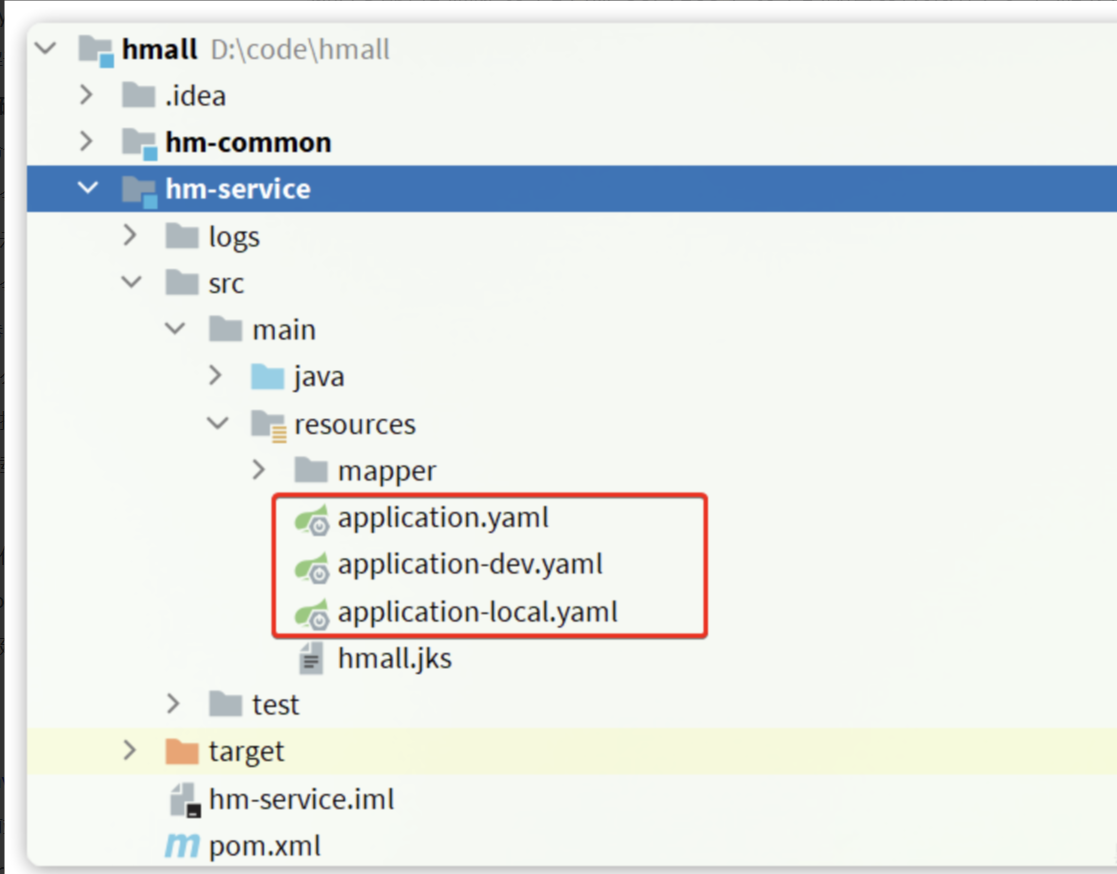 hmall D:\code\hmall
.idea
hm-common
hm-service
logs
src
main
java
resources
mapper
application.yaml
application-dev.yaml
application-local.yaml
hmall.jks
test
target
hm-service.iml
pom.xml